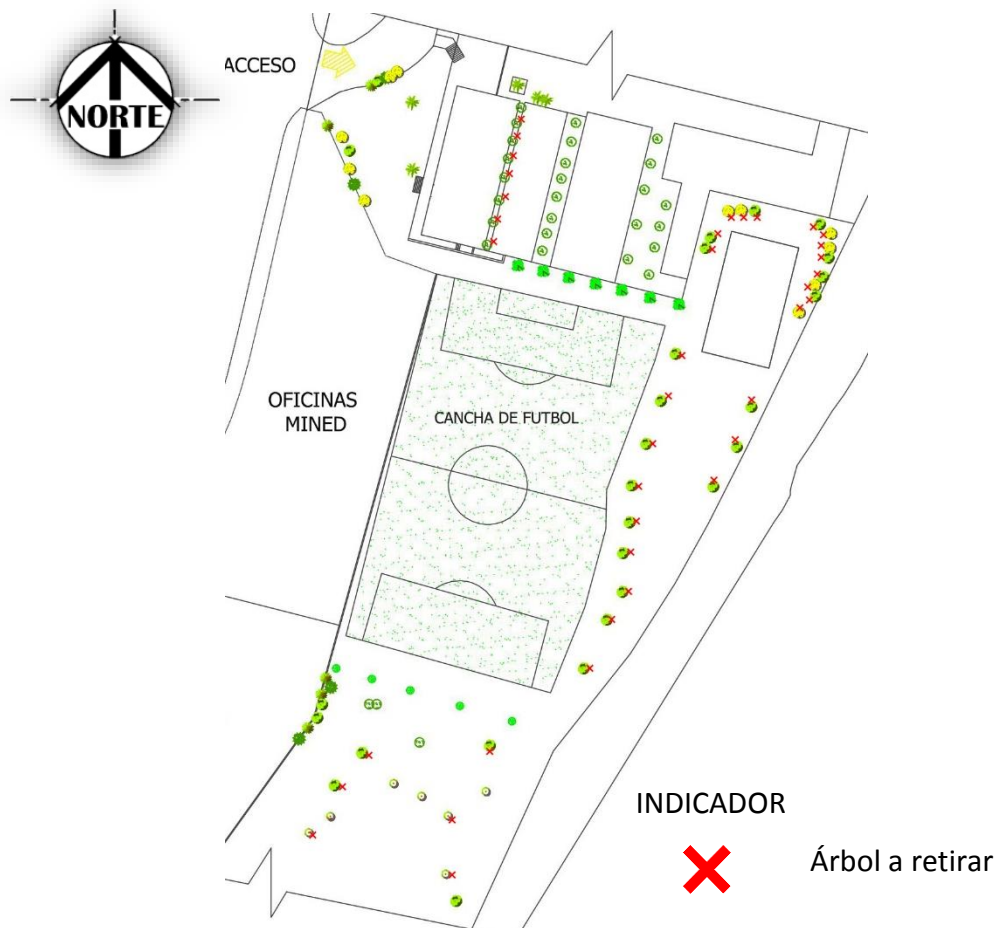 NORTE
ACCESO
OFICINAS
MINED
CANCHA DE FUTBOL
INDICADOR
Árbol a retirar